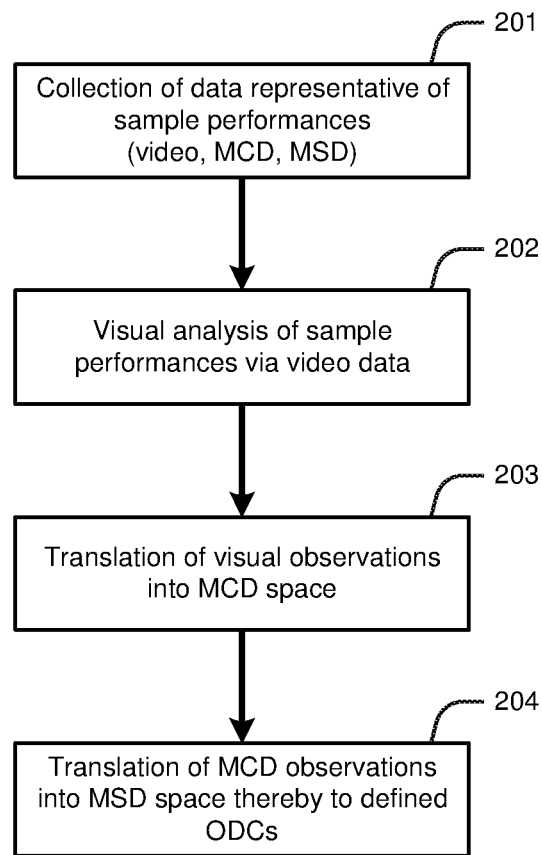 201
Collection of data representative of
sample performances
(video, MCD, MSD)
202
Visual analysis of sample
performances via video data
203
Translation of visual observations
into MCD space
204
Translation of MCD observations
into MSD space thereby to defined
ODCs